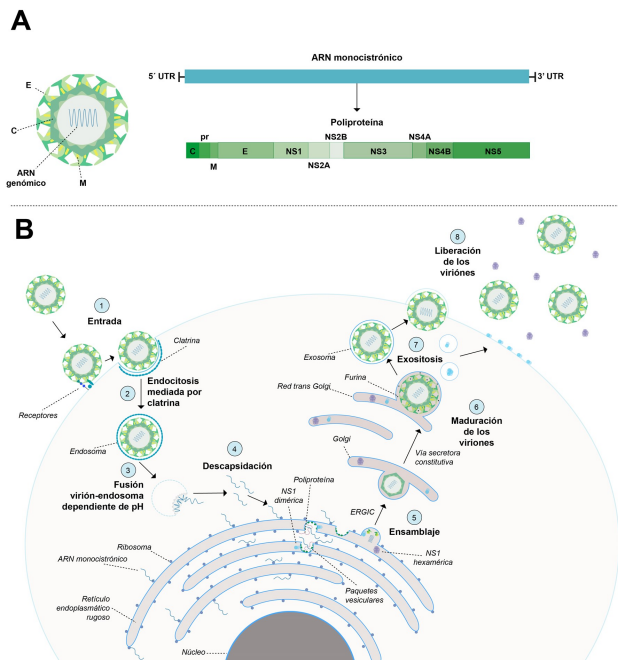 A
ARN monocistrónico
5´ UTR
3´ UTR
Poliproteína
E
C
ARN
genómico
M
pr
NS2B
NS4A
C
E
NS1
NS3
NS4B
NS5
M
NS2A
B
1
Entrada
Clatrina
Receptores
2
Endocitosis
mediada por
clatrina
Endosoma
3
Fusión
virión-endosoma
dependiente de pH
4
Descapsidación
Poliproteína
NS1
dimérica
Ribosoma
ARN monocistrónico
Retículo
endoplasmático
rugoso
Núcleo
Paquetes
vesiculares
ERGIC
5
Ensamblaje
NS1
hexamérica
Golgi
Vía secretora
constitutiva
Red trans Golgi
Furina
6
Maduración
de los
viriones
Exosoma
7
Exositosis
8
Liberación
de los
viriónes